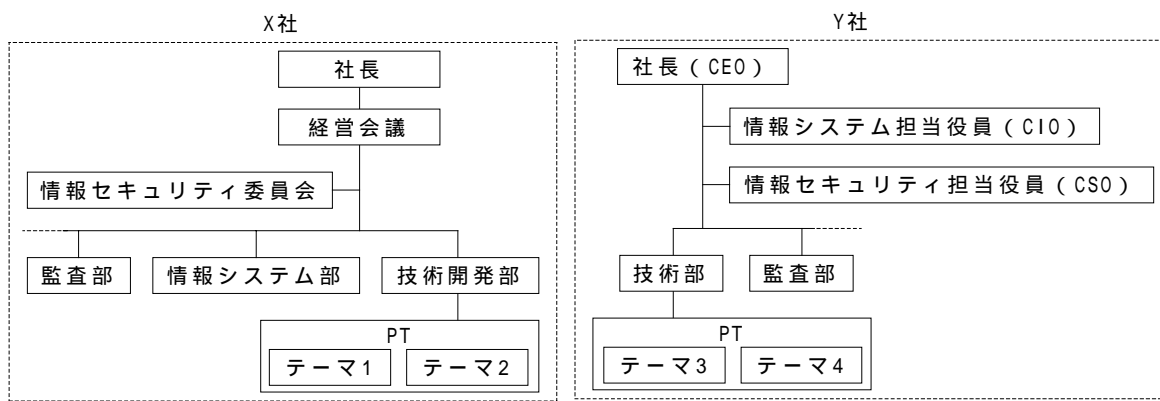 X社
社長
経営会議
情報セキュリティ委員会
監査部
情報システム部
技術開発部
PT
テーマ1
テーマ2
Y社
社長(CEO)
情報システム担当役員(CIO)
情報セキュリティ担当役員(CSO)
技術部
監査部
PT
テーマ3
テーマ4